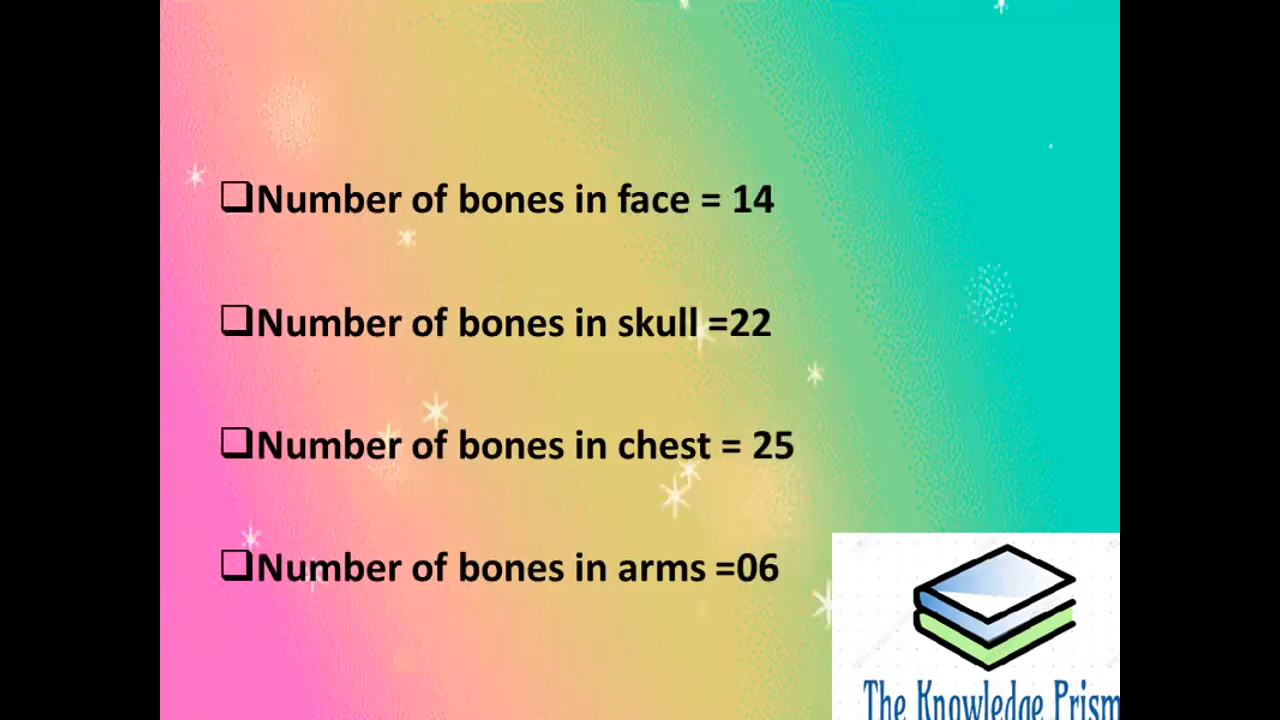 ❑Number of bones in face = 14
❑Number of bones in skull =22
❑Number of bones in chest = 25
❑Number of bones in arms =06
The Knowledge Prism